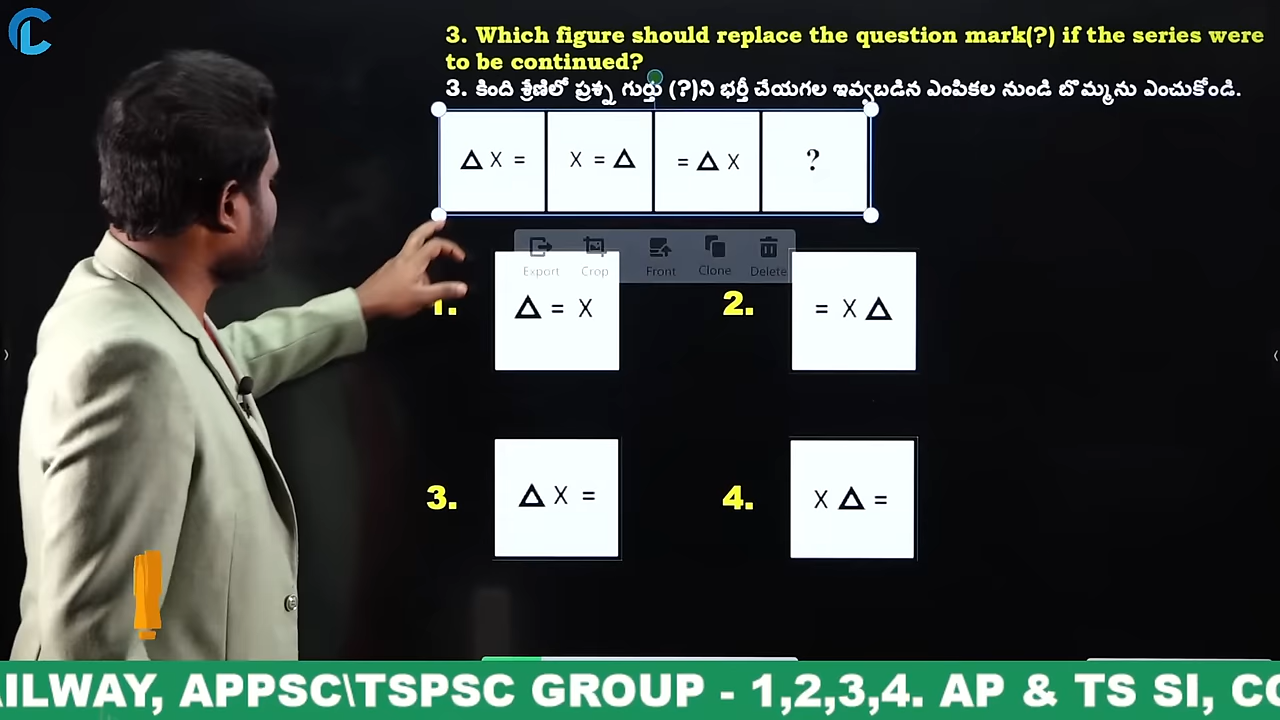 3. Which figure should replace the question mark(?) if the series were
to be continued?
3. కింది శ్రేణిలో ప్రశ్న గుర్తు (?)ని భర్తీ చేయగల ఇవ్వబడిన ఎంపికల నుండి బొమ్మను ఎంచుకోండి.
Δ X =
X = Δ
= Δ X
?
Export Crop Front Clone Delete
1. Δ = X
2. = X Δ
3. Δ X =
4. X Δ =
AILWAY, APPSC\TSPSC GROUP - 1,2,3,4. AP & TS SI, CO